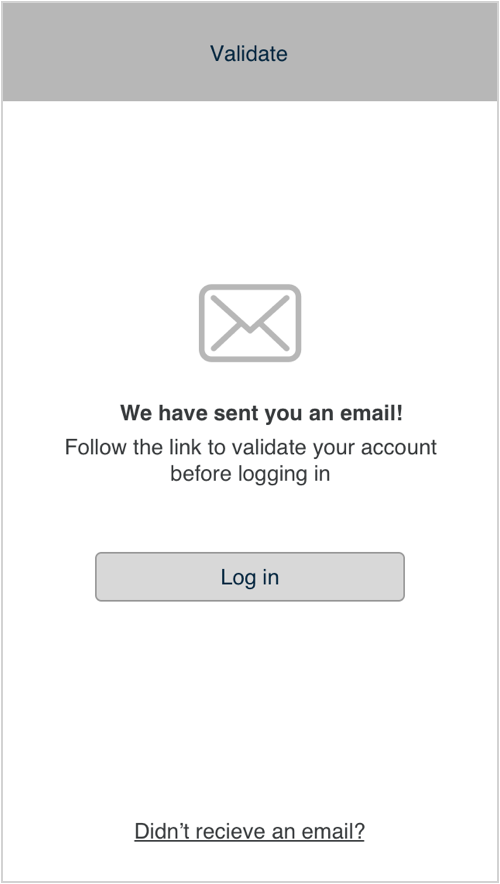 Validate
We have sent you an email!
Follow the link to validate your account
before logging in
Log in
Didn’t recieve an email?